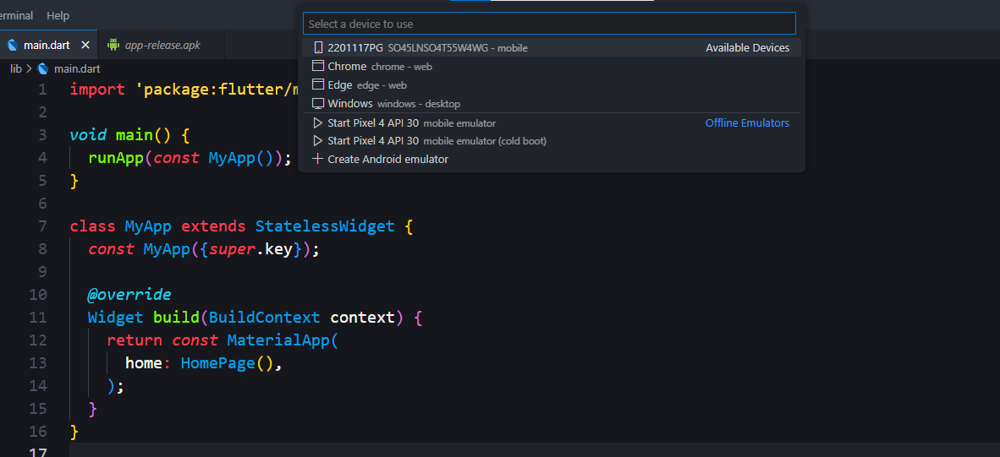 erminal Help
main.dart × app-release.apk
lib > main.dart
Select a device to use
2201117PG SO45LNSO4T55W4WG - mobile Available Devices
Chrome chrome - web
Edge edge - web
Windows windows - desktop
Start Pixel 4 API 30 mobile emulator Offline Emulators
Start Pixel 4 API 30 mobile emulator (cold boot)
+ Create Android emulator
1 import 'package:flutter/m
2
3 void main() {
4 runApp(const MyApp());
5 }
6
7 class MyApp extends StatelessWidget {
8 const MyApp({super.key});
9
10 @override
11 Widget build(BuildContext context) {
12 return const MaterialApp(
13 home: HomePage(),
14 );
15 }
16 }
17